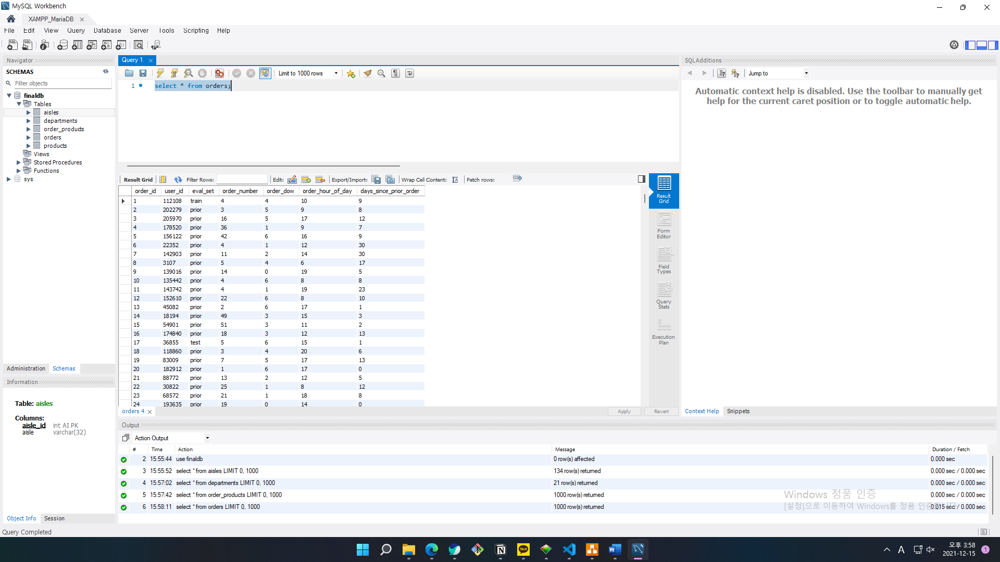 MySQL Workbench
XAMPP_MariaDB
File Edit View Query Database Server Tools Scripting Help
Navigator
SCHEMAS
Filter objects
finaldb
Tables
aisles
departments
order_products
orders
products
Views
Stored Procedures
Functions
sys
Administration Schemas
Information
Table: aisles
Columns:
aisle_id int AI PK
aisle varchar(32)
Object Info Session
Query 1
Limit to 1000 rows
1 select * from orders;
Result Grid Filter Rows: Edit: Export/Import: Wrap Cell Content: Fetch rows:
order_id user_id eval_set order_number order_dow order_hour_of_day days_since_prior_order
1 112108 train 4 4 10 9
2 202279 prior 3 5 9 8
3 205970 prior 16 5 17 12
4 178520 prior 36 1 9 7
5 156122 prior 42 6 16 9
6 22352 prior 4 1 12 30
7 142903 prior 11 2 14 30
8 3107 prior 5 4 6 17
9 139016 prior 14 0 19 5
10 135442 prior 4 6 8 8
11 143742 prior 4 1 19 23
12 152610 prior 22 6 8 10
13 45082 prior 2 6 17 1
14 18194 prior 49 3 15 3
15 54901 prior 51 3 11 2
16 174840 prior 18 3 12 13
17 36855 test 5 6 15 1
18 118860 prior 3 4 20 6
19 83009 prior 7 5 17 13
20 182912 prior 1 6 17 0
21 88772 prior 13 2 12 5
22 30822 prior 25 1 8 12
23 68572 prior 21 1 18 8
24 193635 prior 19 0 14 0
Result
Grid
Form
Editor
Field
Types
Query
Stats
Execution
Plan
orders 4
Apply Revert
SQLAdditions
Jump to
Automatic context help is disabled. Use the toolbar to manually get
help for the current caret position or to toggle automatic help.
Context Help Snippets
Output
Action Output
# Time Action Message Duration / Fetch
2 15:55:44 use finaldb 0 row(s) affected 0.000 sec
3 15:55:52 select * from aisles LIMIT 0, 1000 134 row(s) returned 0.000 sec / 0.000 sec
4 15:57:02 select * from departments LIMIT 0, 1000 21 row(s) returned 0.000 sec / 0.000 sec
5 15:57:42 select * from order_products LIMIT 0, 1000 1000 row(s) returned 0.000 sec / 0.000 sec
6 15:58:11 select * from orders LIMIT 0, 1000 1000 row(s) returned 0.015 sec / 0.000 sec
Windows 정품 인증
[설정]으로 이동하여 Windows를 정품
Query Completed
TALK
A
오후 3:58
2021-12-15
1